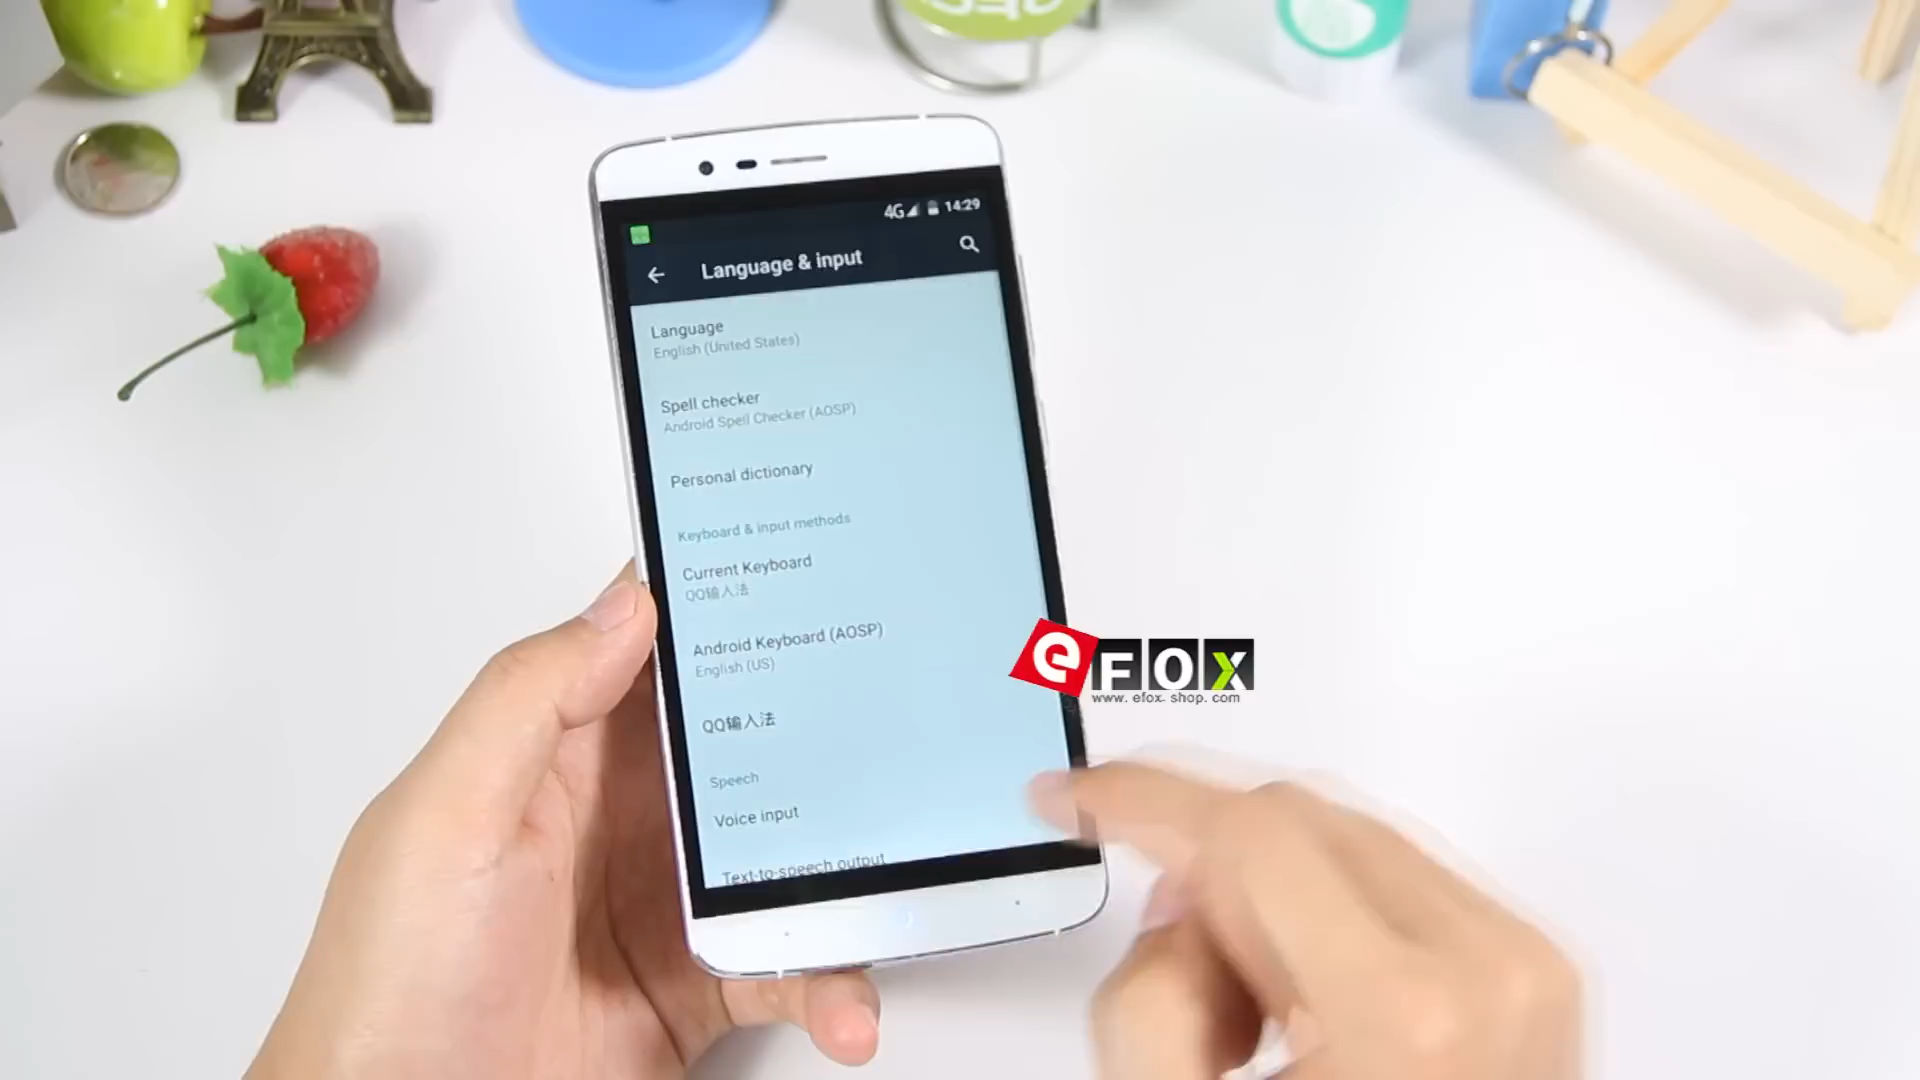 4G 14:29
Language & input
Language
English (United States)
Spell checker
Android Spell Checker (AOSP)
Personal dictionary
Keyboard & input methods
Current Keyboard
QQ输入法
Android Keyboard (AOSP)
English (US)
QQ输入法
Speech
Voice input
Text-to-speech output
eFOX
www.efox-shop.com